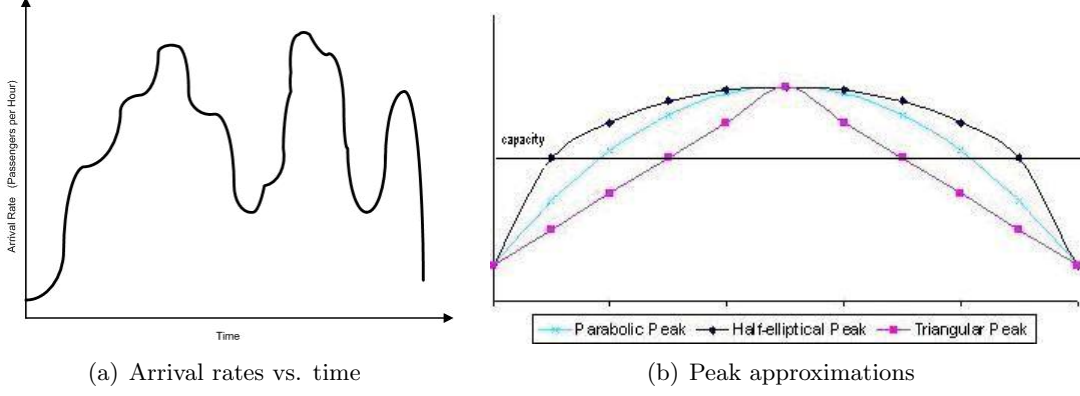 Arrival Rate (Passengers per Hour)
Time
(a) Arrival rates vs. time
capacity
Parabolic Peak Half-elliptical Peak Triangular Peak
(b) Peak approximations